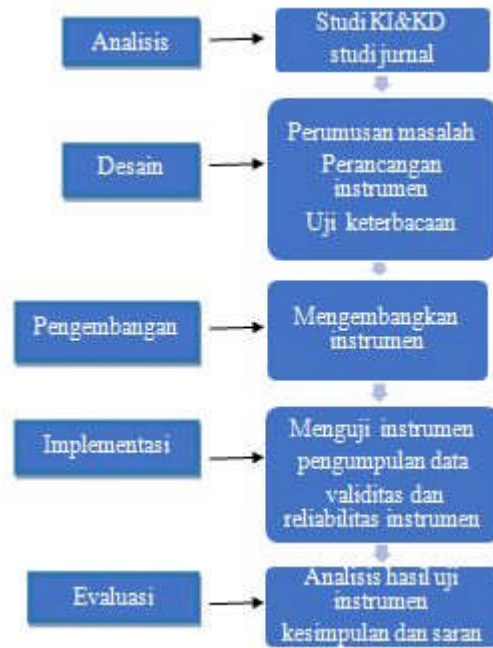 Analisis
Studi KI&KD
studi jurnal
Desain
Perumusan masalah
Perancangan
instrumen
Uji keterbacaan
Pengembangan
Mengembangkan
instrumen
Implementasi
Menguji instrumen
pengumpulan data
validitas dan
reliabilitas instrumen
Evaluasi
Analisis hasil uji
instrumen
kesimpulan dan saran